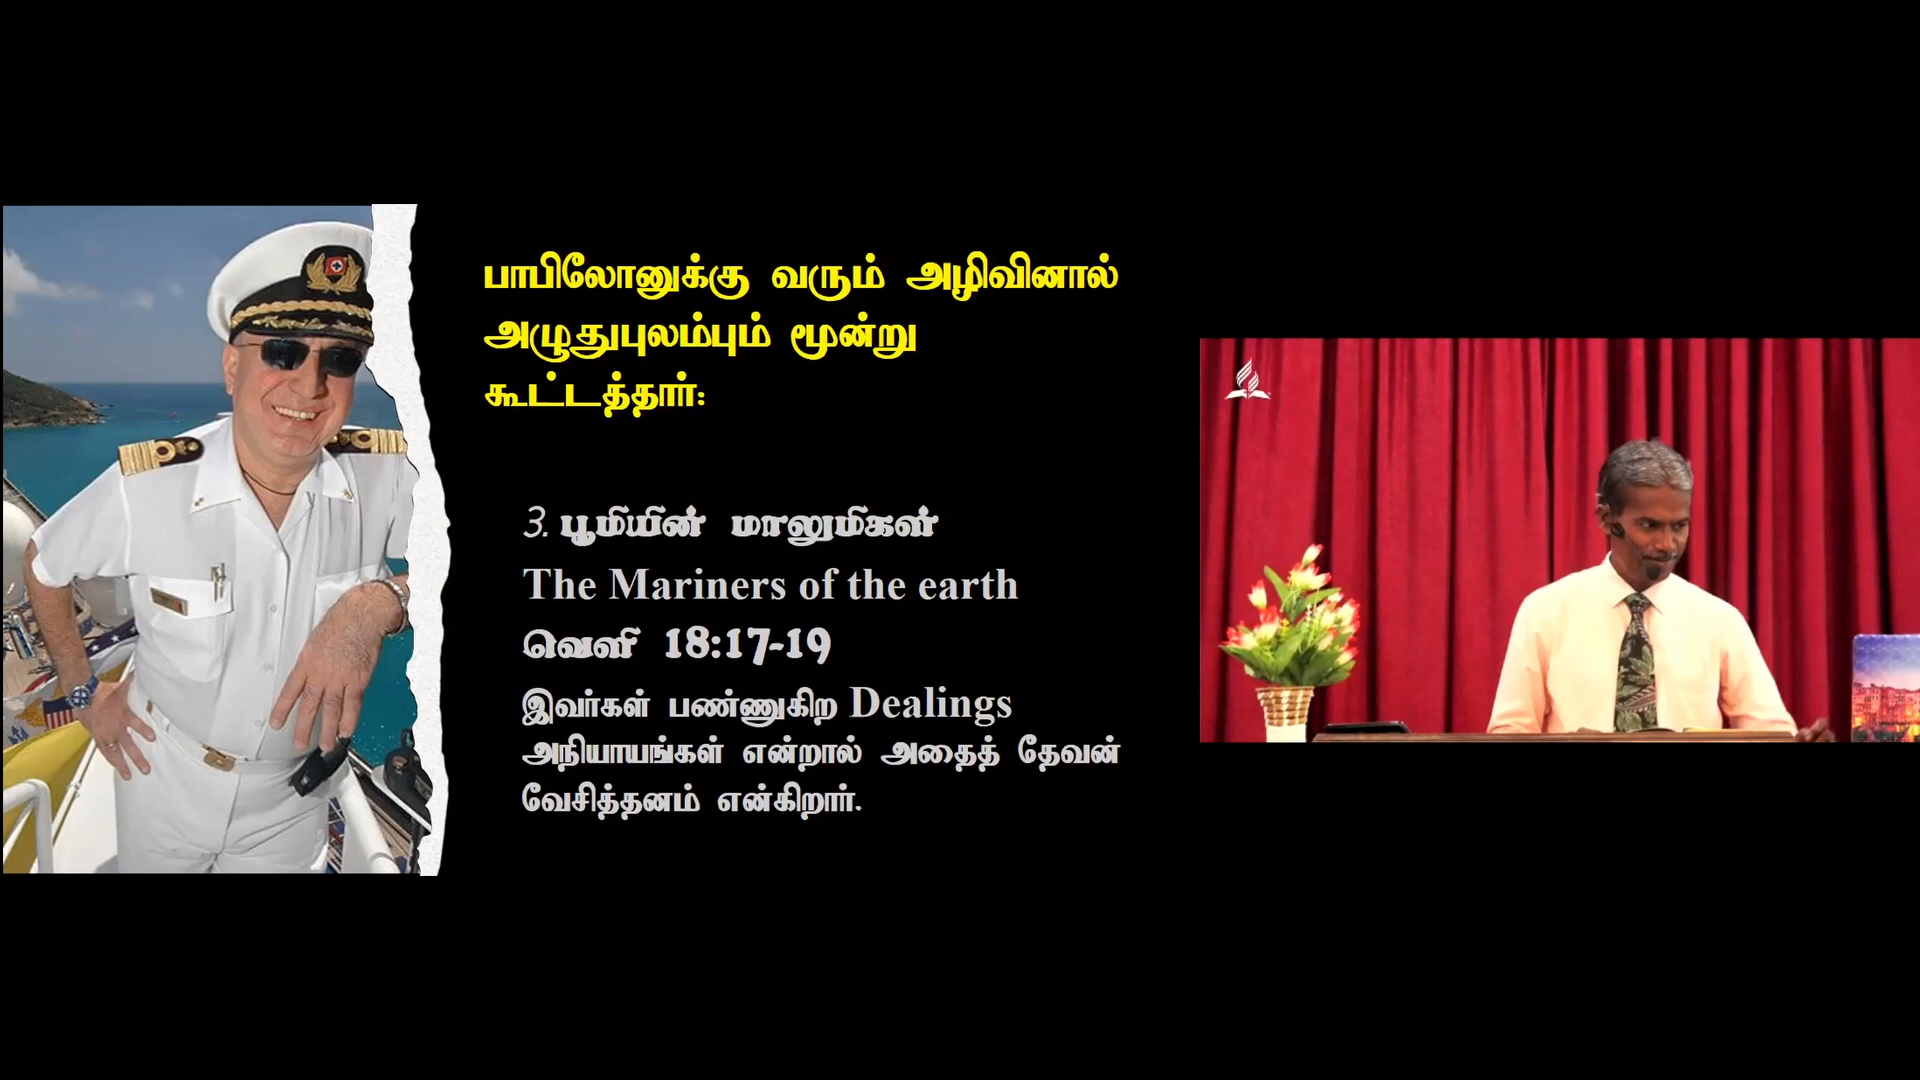 பாபிலோனுக்கு வரும் அழிவினால்
அழுதுபுலம்பும் மூன்று
கூட்டத்தார்:
3. பூமியின் மாலுமிகள்
The Mariners of the earth
வெளி 18:17-19
இவர்கள் பண்ணுகிற Dealings
அநியாயங்கள் என்றால் அதைத் தேவன்
வேசித்தனம் என்கிறார்.